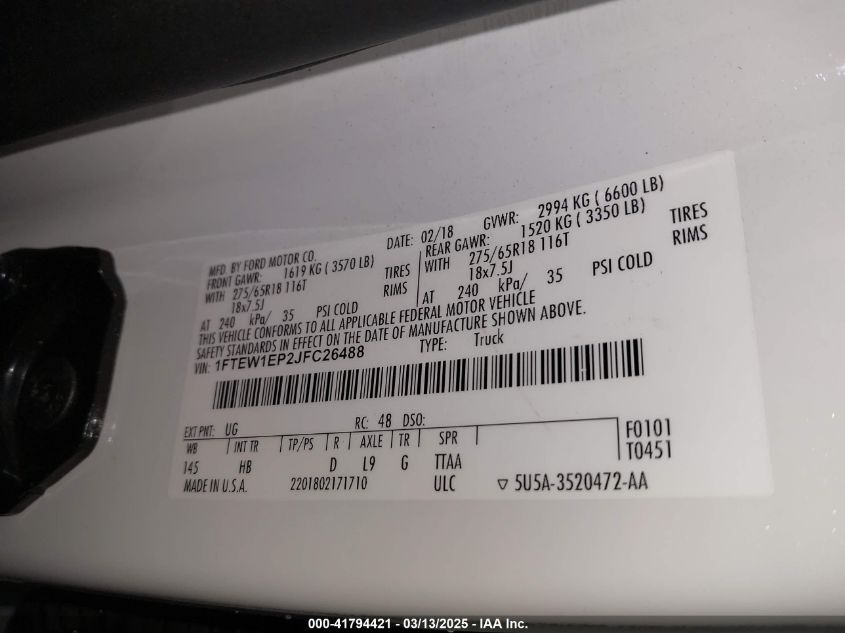 MFD. BY FORD MOTOR CO.
DATE: 02/18 GVWR: 2994 KG ( 6600 LB)
FRONT GAWR: 1619 KG ( 3570 LB) REAR GAWR: 1520 KG ( 3350 LB)
WITH 275/65R18 116T TIRES WITH 275/65R18 116T TIRES
18x7.5J RIMS 18x7.5J RIMS
AT 240 kPa/ 35 PSI COLD AT 240 kPa/ 35 PSI COLD
THIS VEHICLE CONFORMS TO ALL APPLICABLE FEDERAL MOTOR VEHICLE
SAFETY STANDARDS IN EFFECT ON THE DATE OF MANUFACTURE SHOWN ABOVE.
VIN: 1FTEW1EP2JFC26488 TYPE: Truck
EXT PNT: UG RC: 48 DSO:
WB INT TR TP/PS R AXLE TR SPR F0101
145 HB D L9 G TTAA T0451
MADE IN U.S.A. 2201802171710 ULC ▽ 5U5A-3520472-AA
000-41794421 - 03/13/2025 - IAA Inc.